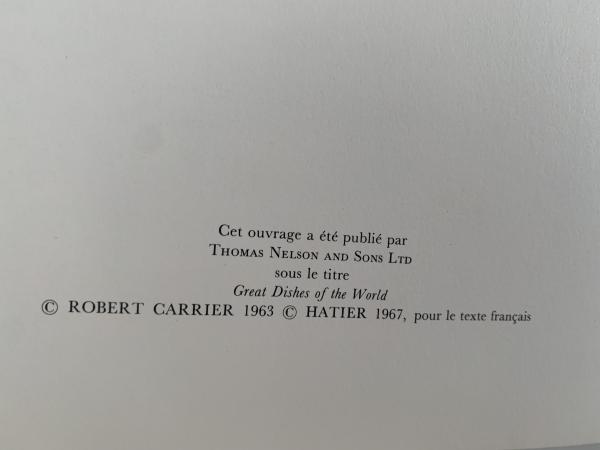 Cet ouvrage a été publié par
Thomas Nelson and Sons Ltd
sous le titre
Great Dishes of the World
© ROBERT CARRIER 1963 © HATIER 1967, pour le texte français